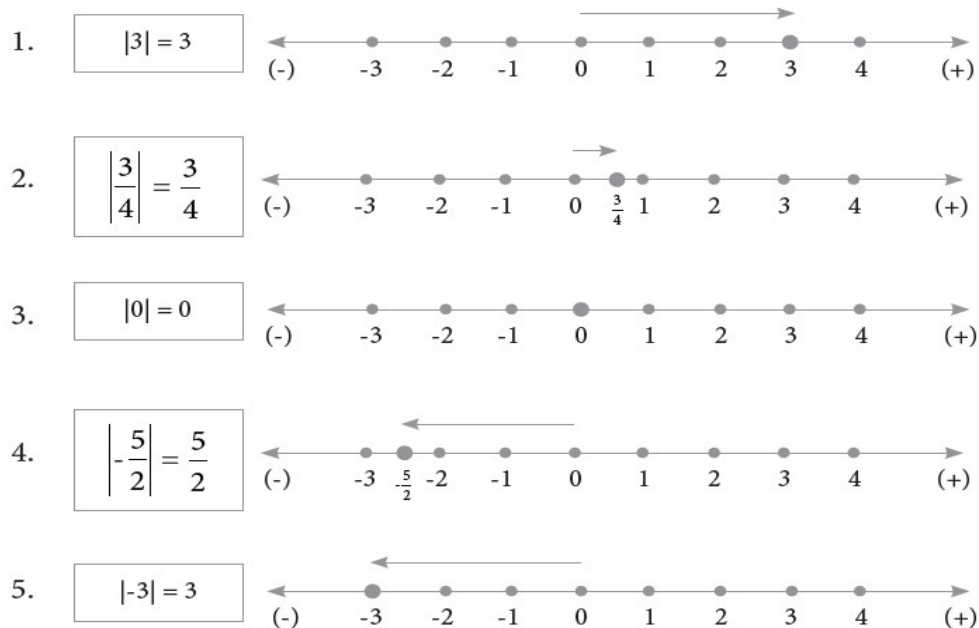 1. |3| = 3
(-) -3 -2 -1 0 1 2 3 4 (+)
2. |3/4| = 3/4
(-) -3 -2 -1 0 3/4 1 2 3 4 (+)
3. |0| = 0
(-) -3 -2 -1 0 1 2 3 4 (+)
4. |-5/2| = 5/2
(-) -3 -5/2 -2 -1 0 1 2 3 4 (+)
5. |-3| = 3
(-) -3 -2 -1 0 1 2 3 4 (+)